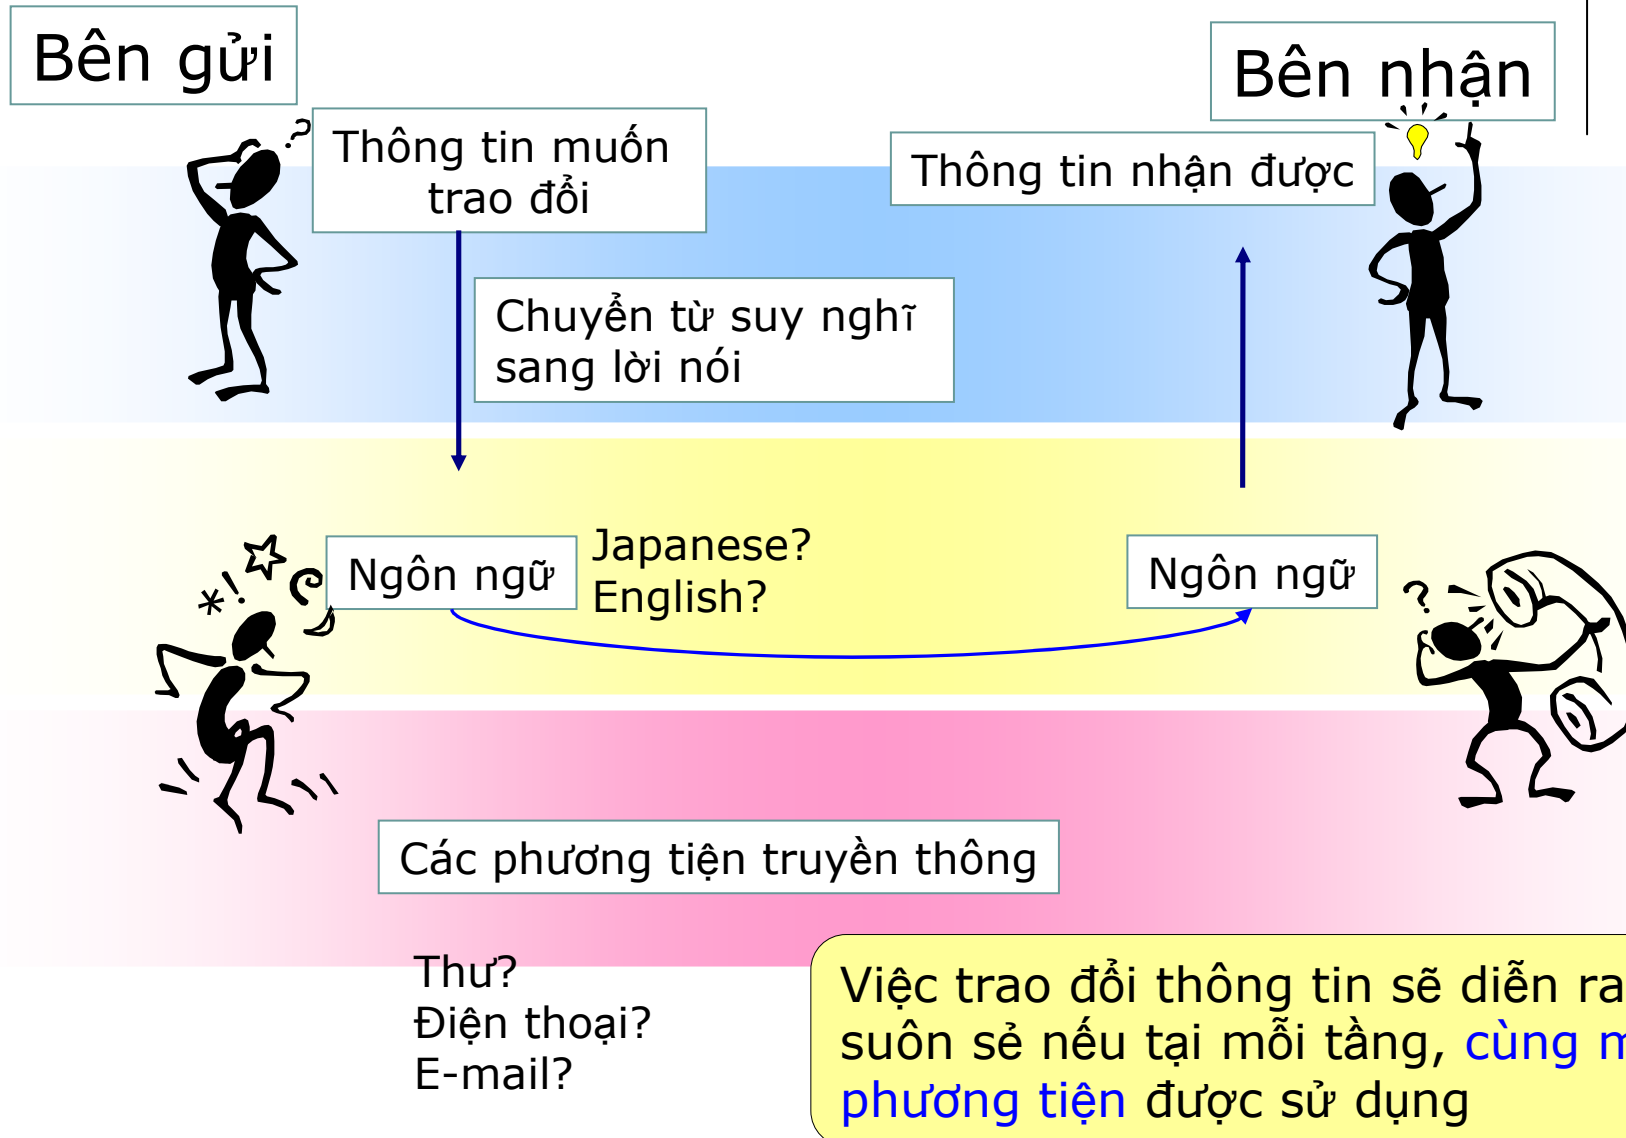 Bên gửi
Bên nhận
Thông tin muốn
trao đổi
Thông tin nhận được
Chuyển từ suy nghĩ
sang lời nói
Ngôn ngữ
Japanese?
English?
Ngôn ngữ
Các phương tiện truyền thông
Thư?
Điện thoại?
E-mail?
Việc trao đổi thông tin sẽ diễn ra
suôn sẻ nếu tại mỗi tầng, cùng
phương tiện được sử dụng